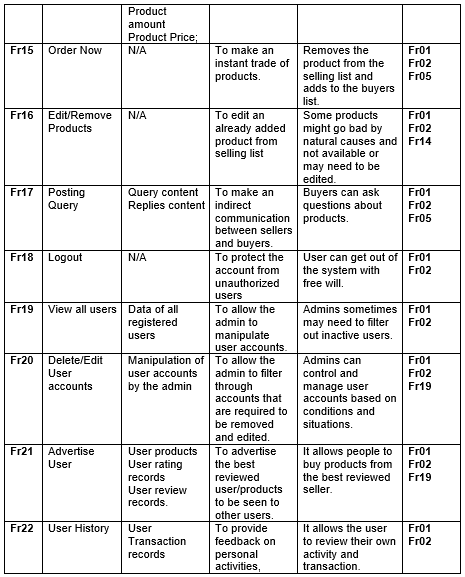 Product
amount
Product Price;
Fr15 Order Now N/A To make an Removes the Fr01
instant trade of product from the Fr02
products. selling list and Fr05
adds to the buyers
list.
Fr16 Edit/Remove N/A To edit an Some products Fr01
Products already added might go bad by Fr02
product from natural causes and Fr14
selling list not available or
may need to be
edited.
Fr17 Posting Query content To make an Buyers can ask Fr01
Query Replies content indirect questions about Fr02
communication products. Fr05
between sellers
and buyers.
Fr18 Logout N/A To protect the User can get out of Fr01
account from the system with Fr02
unauthorized free will.
users
Fr19 View all users Data of all To allow the Admins sometimes Fr01
registered admin to may need to filter Fr02
users manipulate out inactive users.
user accounts.
Fr20 Delete/Edit Manipulation of To allow the Admins can Fr01
User user accounts admin to filter control and Fr02
accounts by the admin through manage user Fr19
accounts that accounts based on
are required to conditions and
be removed situations.
and edited.
Fr21 Advertise User products To advertise It allows people to Fr01
User User rating the best buy products from Fr02
records reviewed the best reviewed Fr19
User review user/products seller.
records. to be seen to
other users.
Fr22 User History User To provide It allows the user Fr01
Transaction feedback on to review their own Fr02
records personal activity and
activities, transaction.